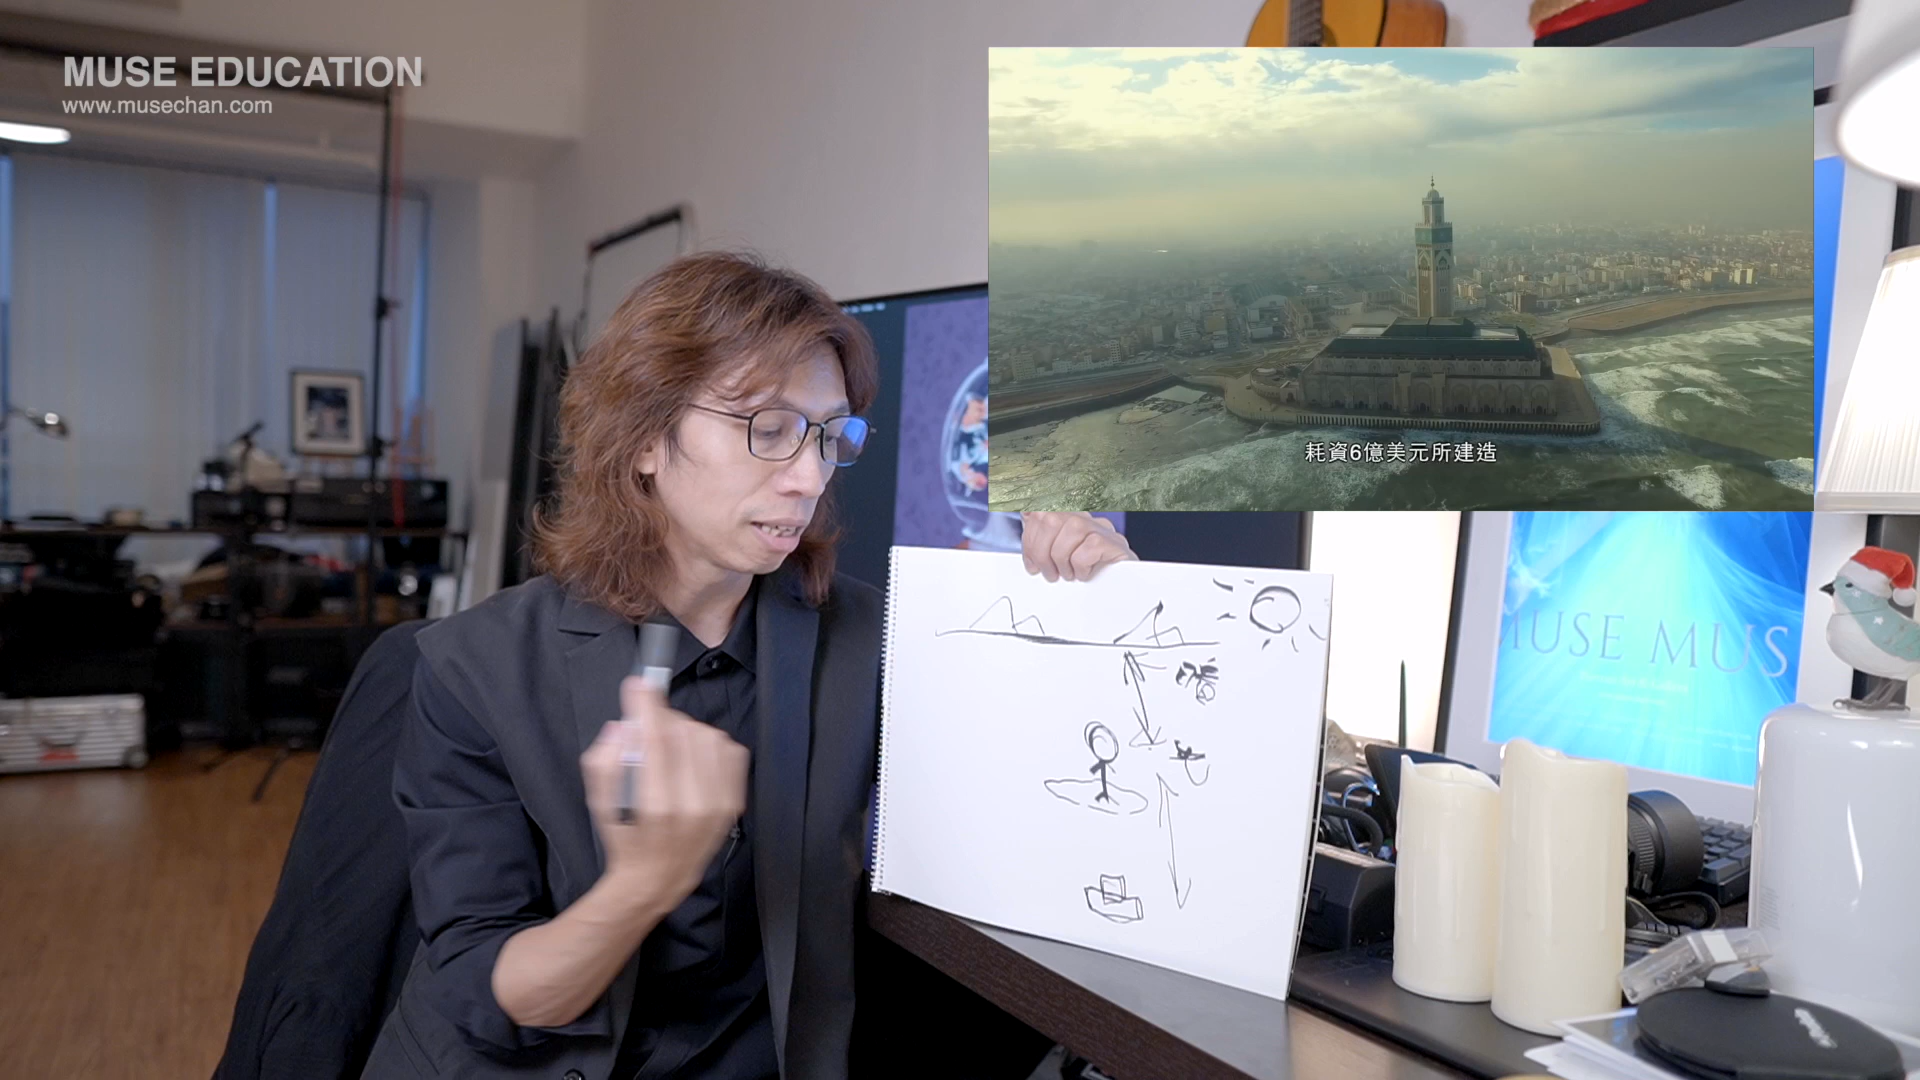 MUSE EDUCATION
www.musechan.com
耗資6億美元所建造
MUSE MUS